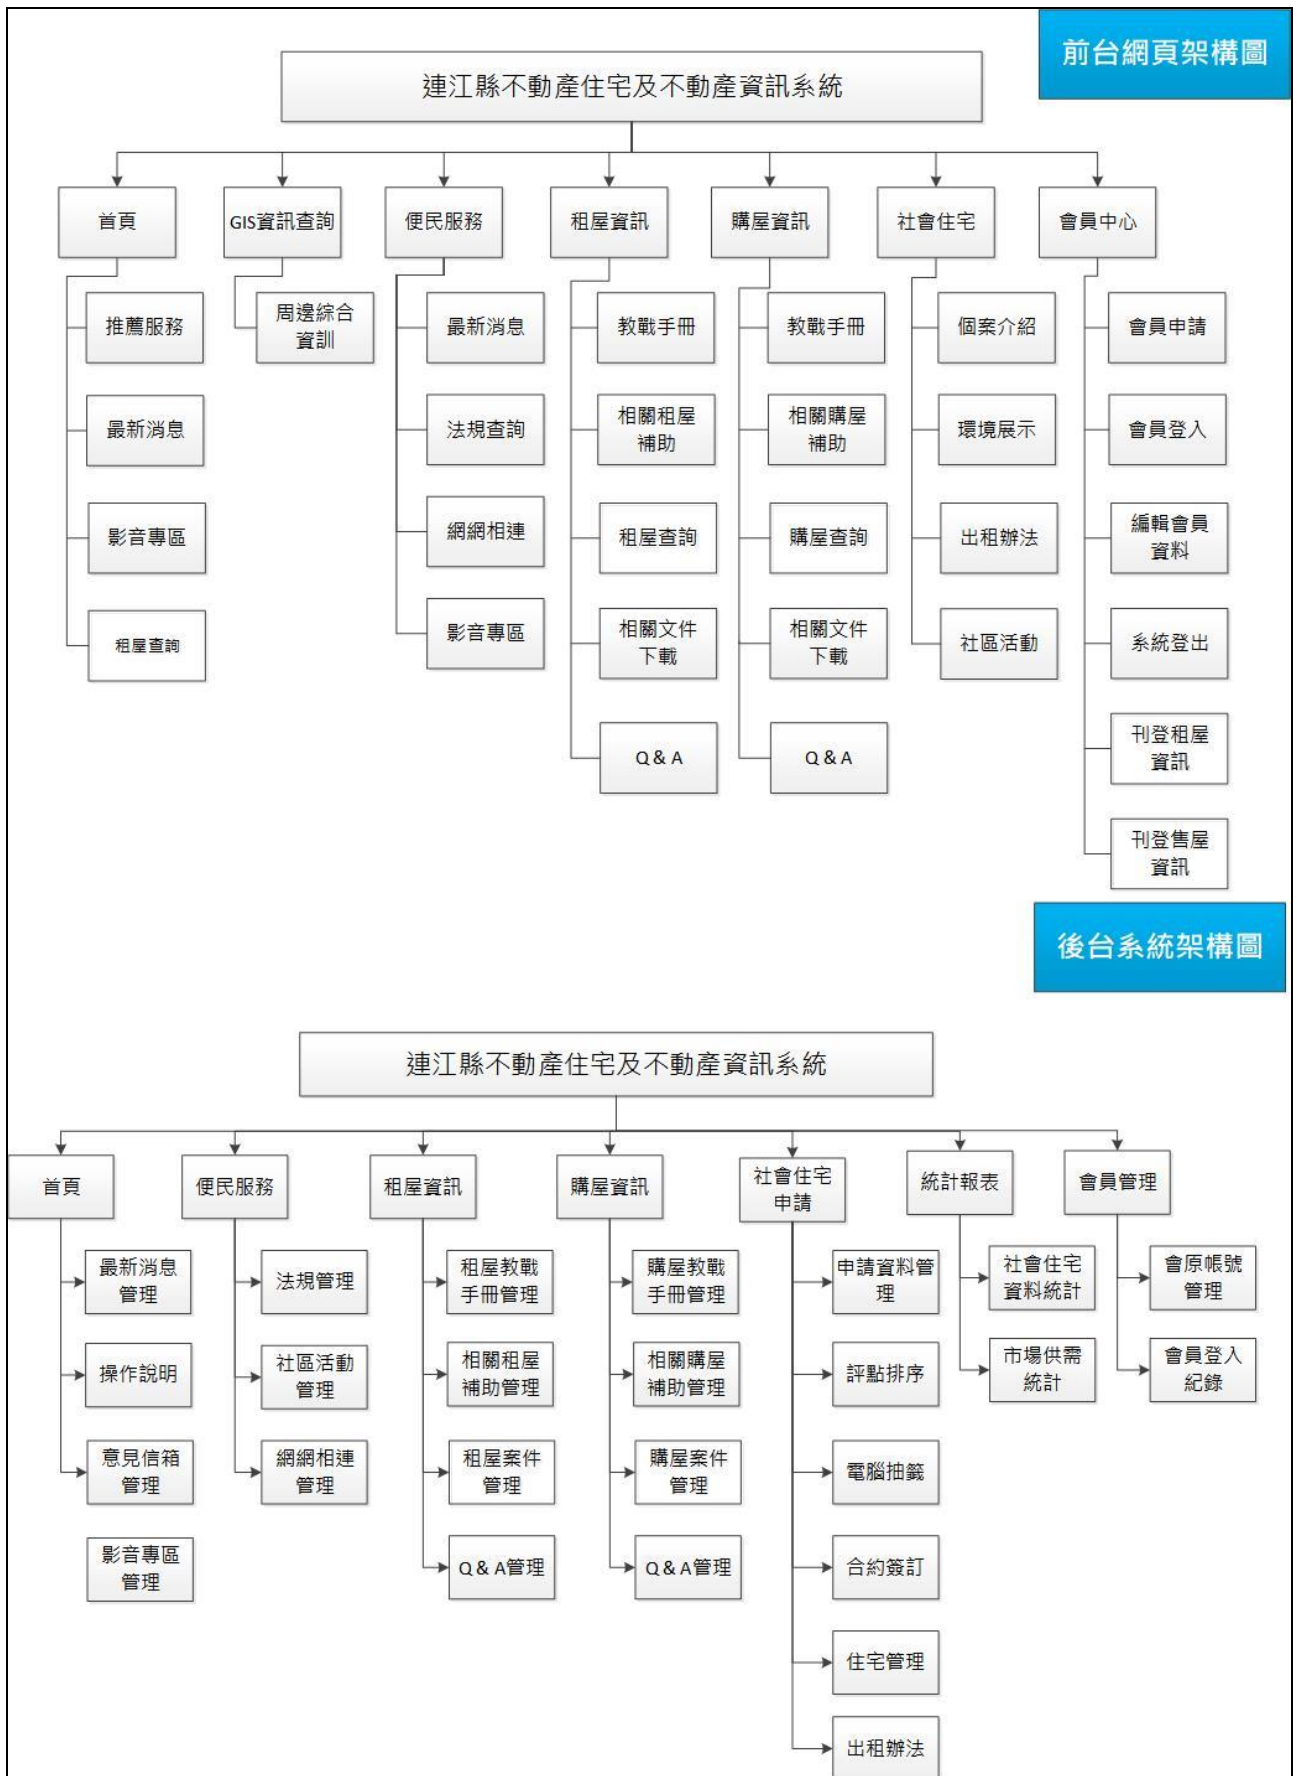 前台網頁架構圖
連江縣不動產住宅及不動產資訊系統
首頁
GIS資訊查詢
便民服務
租屋資訊
購屋資訊
社會住宅
會員中心
推薦服務
最新消息
影音專區
租屋查詢
周邊綜合
資訓
最新消息
法規查詢
網網相連
影音專區
教戰手冊
相關租屋
補助
租屋查詢
相關文件
下載
Q & A
教戰手冊
相關購屋
補助
購屋查詢
相關文件
下載
Q & A
個案介紹
環境展示
出租辦法
社區活動
會員申請
會員登入
編輯會員
資料
系統登出
刊登租屋
資訊
刊登售屋
資訊
後台系統架構圖
連江縣不動產住宅及不動產資訊系統
首頁
便民服務
租屋資訊
購屋資訊
社會住宅
申請
統計報表
會員管理
最新消息
管理
操作說明
意見信箱
管理
影音專區
管理
法規管理
社區活動
管理
網網相連
管理
租屋教戰
手冊管理
相關租屋
補助管理
租屋案件
管理
Q & A管理
購屋教戰
手冊管理
相關購屋
補助管理
購屋案件
管理
Q & A管理
申請資料管
理
評點排序
電腦抽籤
合約簽訂
住宅管理
出租辦法
社會住宅
資料統計
市場供需
統計
會原帳號
管理
會員登入
紀錄